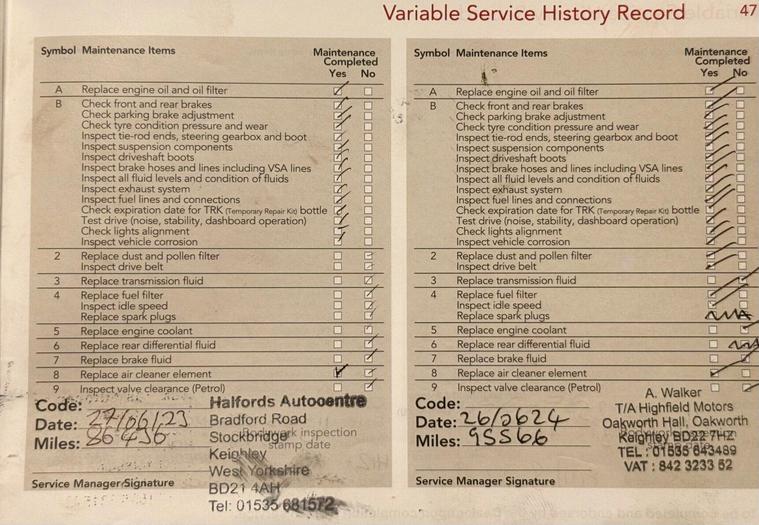 Variable Service History Record 47
Symbol Maintenance Items Maintenance Completed Yes No
A Replace engine oil and oil filter
B Check front and rear brakes
Check parking brake adjustment
Check tyre condition pressure and wear
Inspect tie-rod ends, steering gearbox and boot
Inspect suspension components
Inspect driveshaft boots
Inspect brake hoses and lines including VSA lines
Inspect all fluid levels and condition of fluids
Inspect exhaust system
Inspect fuel lines and connections
Check expiration date for TRK (Temporary Repair Kit) bottle
Test drive (noise, stability, dashboard operation)
Check lights alignment
Inspect vehicle corrosion
2 Replace dust and pollen filter
Inspect drive belt
3 Replace transmission fluid
4 Replace fuel filter
Inspect idle speed
Replace spark plugs
5 Replace engine coolant
6 Replace rear differential fluid
7 Replace brake fluid
8 Replace air cleaner element
9 Inspect valve clearance (Petrol)
Code:
Date: 27/06/23
Miles: 86436
Halfords Autocentre
Bradford Road
Stockbridge
Keighley
West Yorkshire
BD21 4AH
Tel: 01535 681572
Bodywork inspection
stamp date
Service Manager Signature
Symbol Maintenance Items Maintenance Completed Yes No
A Replace engine oil and oil filter
B Check front and rear brakes
Check parking brake adjustment
Check tyre condition pressure and wear
Inspect tie-rod ends, steering gearbox and boot
Inspect suspension components
Inspect driveshaft boots
Inspect brake hoses and lines including VSA lines
Inspect all fluid levels and condition of fluids
Inspect exhaust system
Inspect fuel lines and connections
Check expiration date for TRK (Temporary Repair Kit) bottle
Test drive (noise, stability, dashboard operation)
Check lights alignment
Inspect vehicle corrosion
2 Replace dust and pollen filter
Inspect drive belt
3 Replace transmission fluid
4 Replace fuel filter
Inspect idle speed
Replace spark plugs
5 Replace engine coolant
6 Replace rear differential fluid
7 Replace brake fluid
8 Replace air cleaner element
9 Inspect valve clearance (Petrol)
Code:
Date: 26/0624
Miles: 95566
A. Walker
T/A Highfield Motors
Oakworth Hall, Oakworth
Keighley BD22 7HZ
TEL: 01535 643489
VAT: 842 3233 52
Service Manager Signature